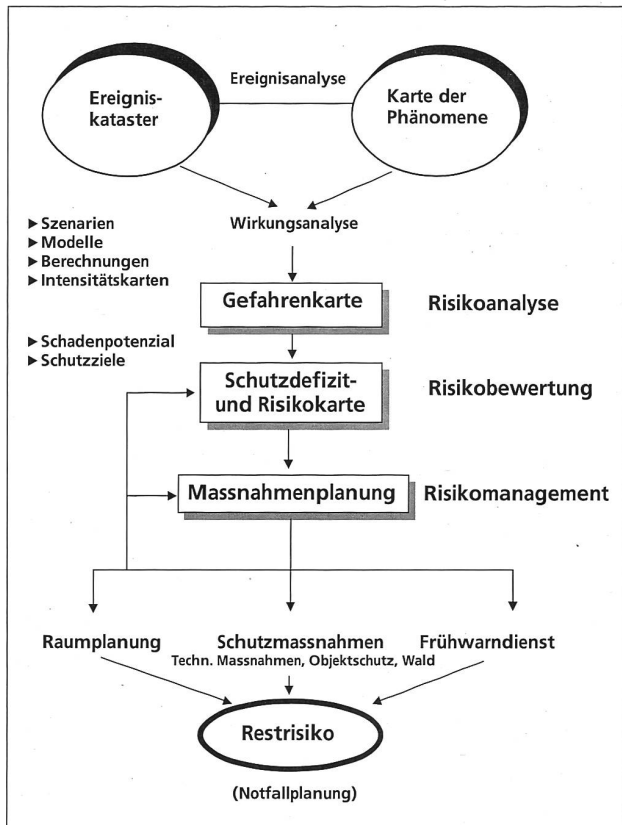 Ereignisanalyse
Ereignis-
kataster
Karte der
Phänomene
Wirkungsanalyse
▶ Szenarien
▶ Modelle
▶ Berechnungen
▶ Intensitätskarten
Gefahrenkarte
Risikoanalyse
▶ Schadenpotenzial
▶ Schutzziele
Schutzdefizit-
und Risikokarte
Risikobewertung
Massnahmenplanung
Risikomanagement
Raumplanung
Schutzmassnahmen
Techn. Massnahmen, Objektschutz, Wald
Frühwarndienst
Restrisiko
(Notfallplanung)